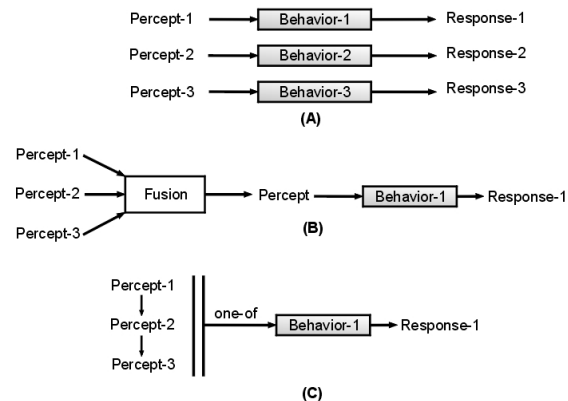 Percept-1 Behavior-1 Response-1
Percept-2 Behavior-2 Response-2
Percept-3 Behavior-3 Response-3
(A)
Percept-1
Percept-2 Fusion Percept Behavior-1 Response-1
Percept-3
(B)
Percept-1
one-of
Percept-2 Behavior-1 Response-1
Percept-3
(C)